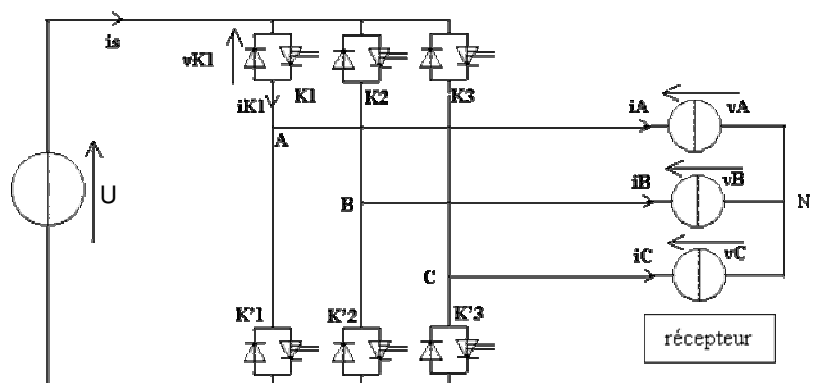 is
vK1
K1
K2
K3
iK1
iA
vA
A
U
B
iB
vB
N
C
iC
vC
K'1
K'2
K'3
récepteur